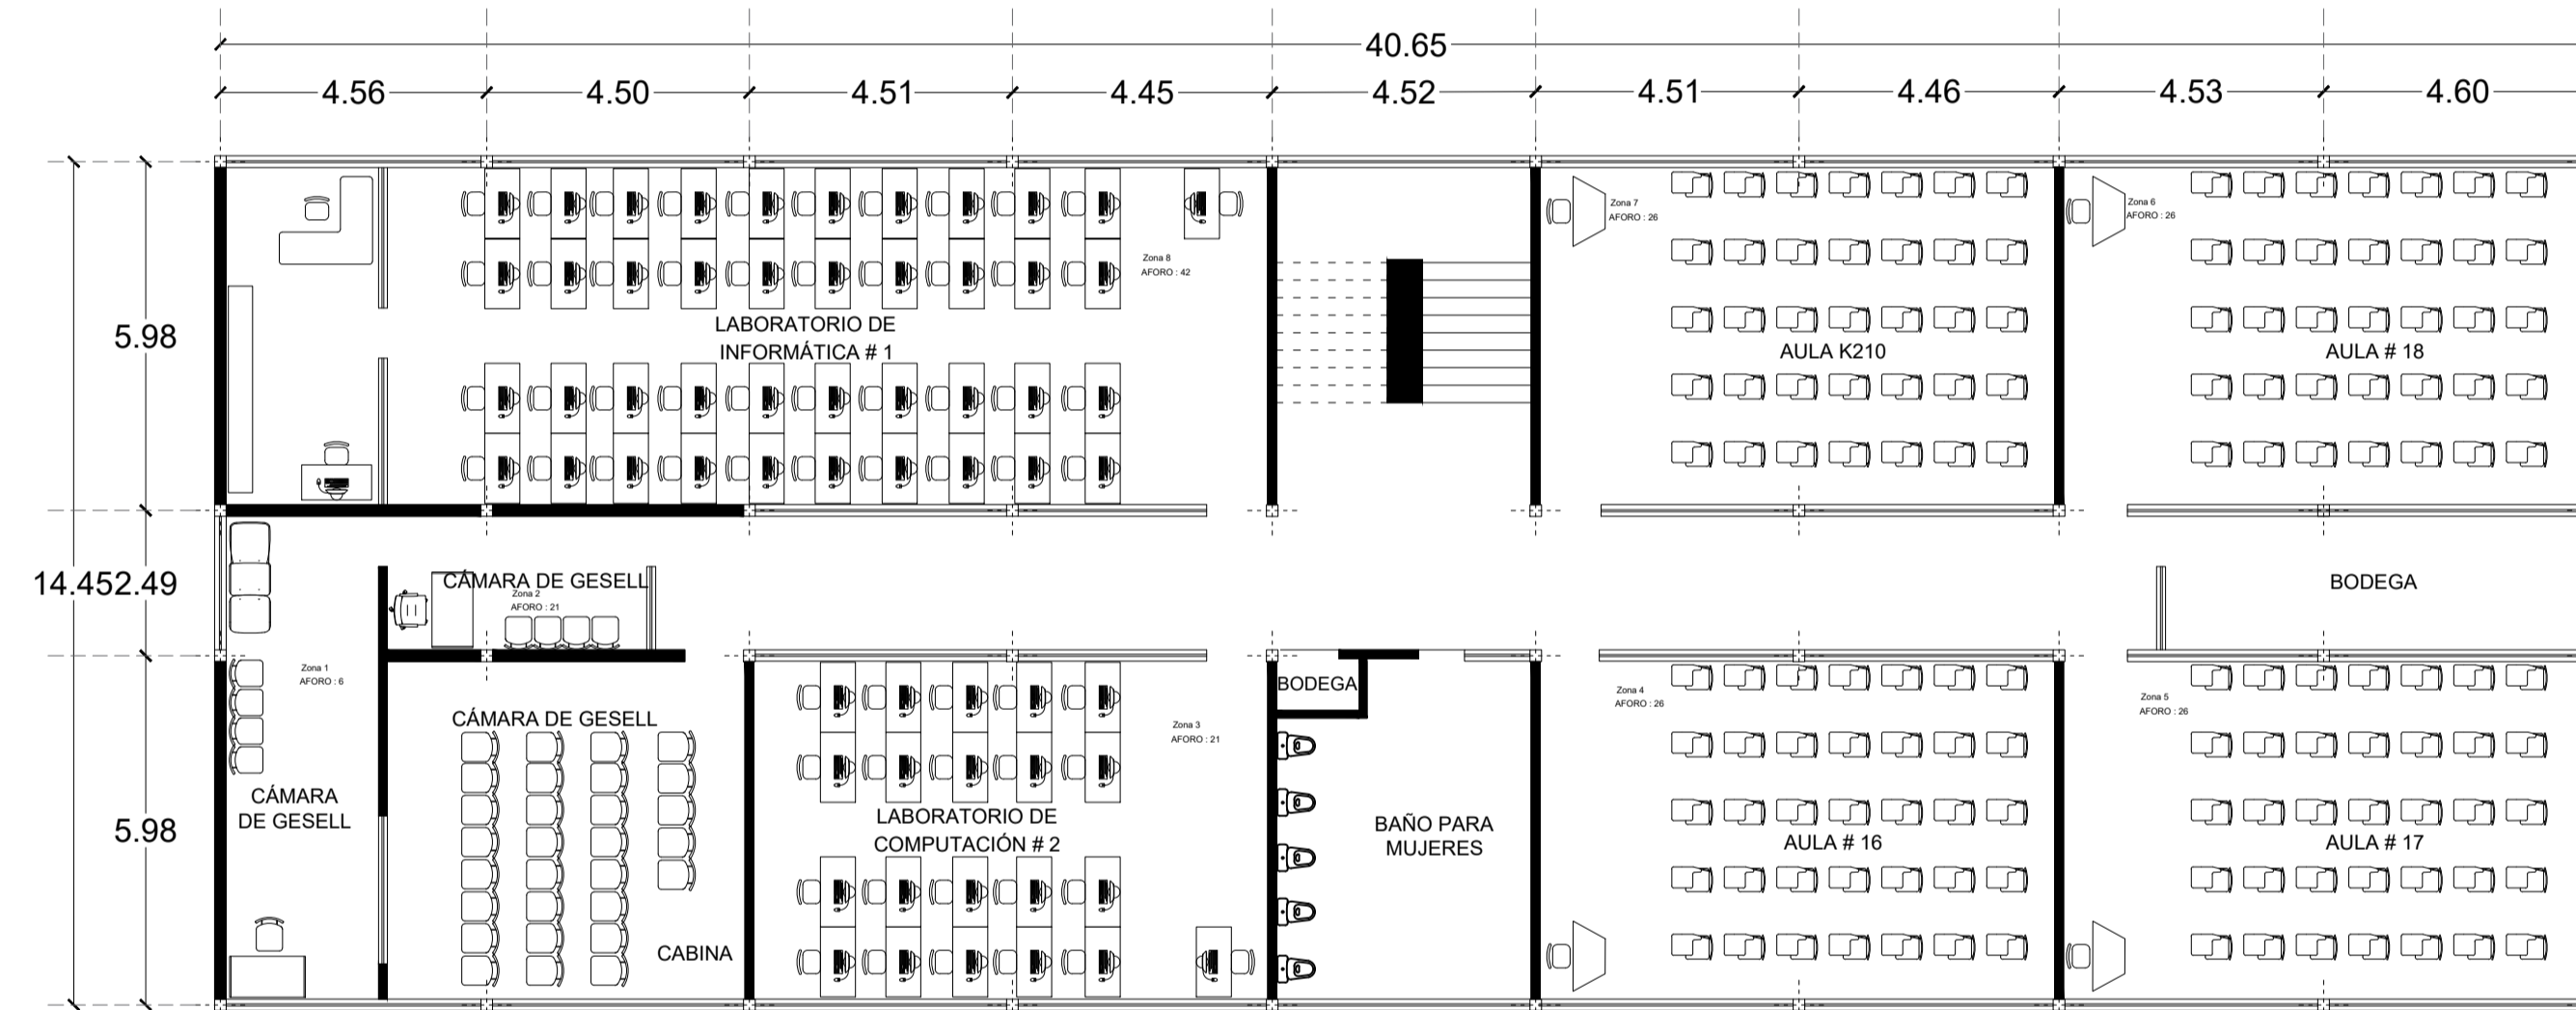 40.65
4.56
4.50
4.51
4.45
4.52
4.51
4.46
4.53
4.60
5.98
14.45
2.49
5.98
Zona 8
AFORO : 42
LABORATORIO DE
INFORMÁTICA # 1
Zona 7
AFORO : 26
AULA K210
Zona 6
AFORO : 26
AULA # 18
CÁMARA DE GESELL
Zona 2
AFORO : 21
BODEGA
Zona 1
AFORO : 6
CÁMARA
DE GESELL
CÁMARA DE GESELL
CABINA
Zona 3
AFORO : 21
LABORATORIO DE
COMPUTACIÓN # 2
BODEGA
BAÑO PARA
MUJERES
Zona 4
AFORO : 26
AULA # 16
Zona 5
AFORO : 26
AULA # 17